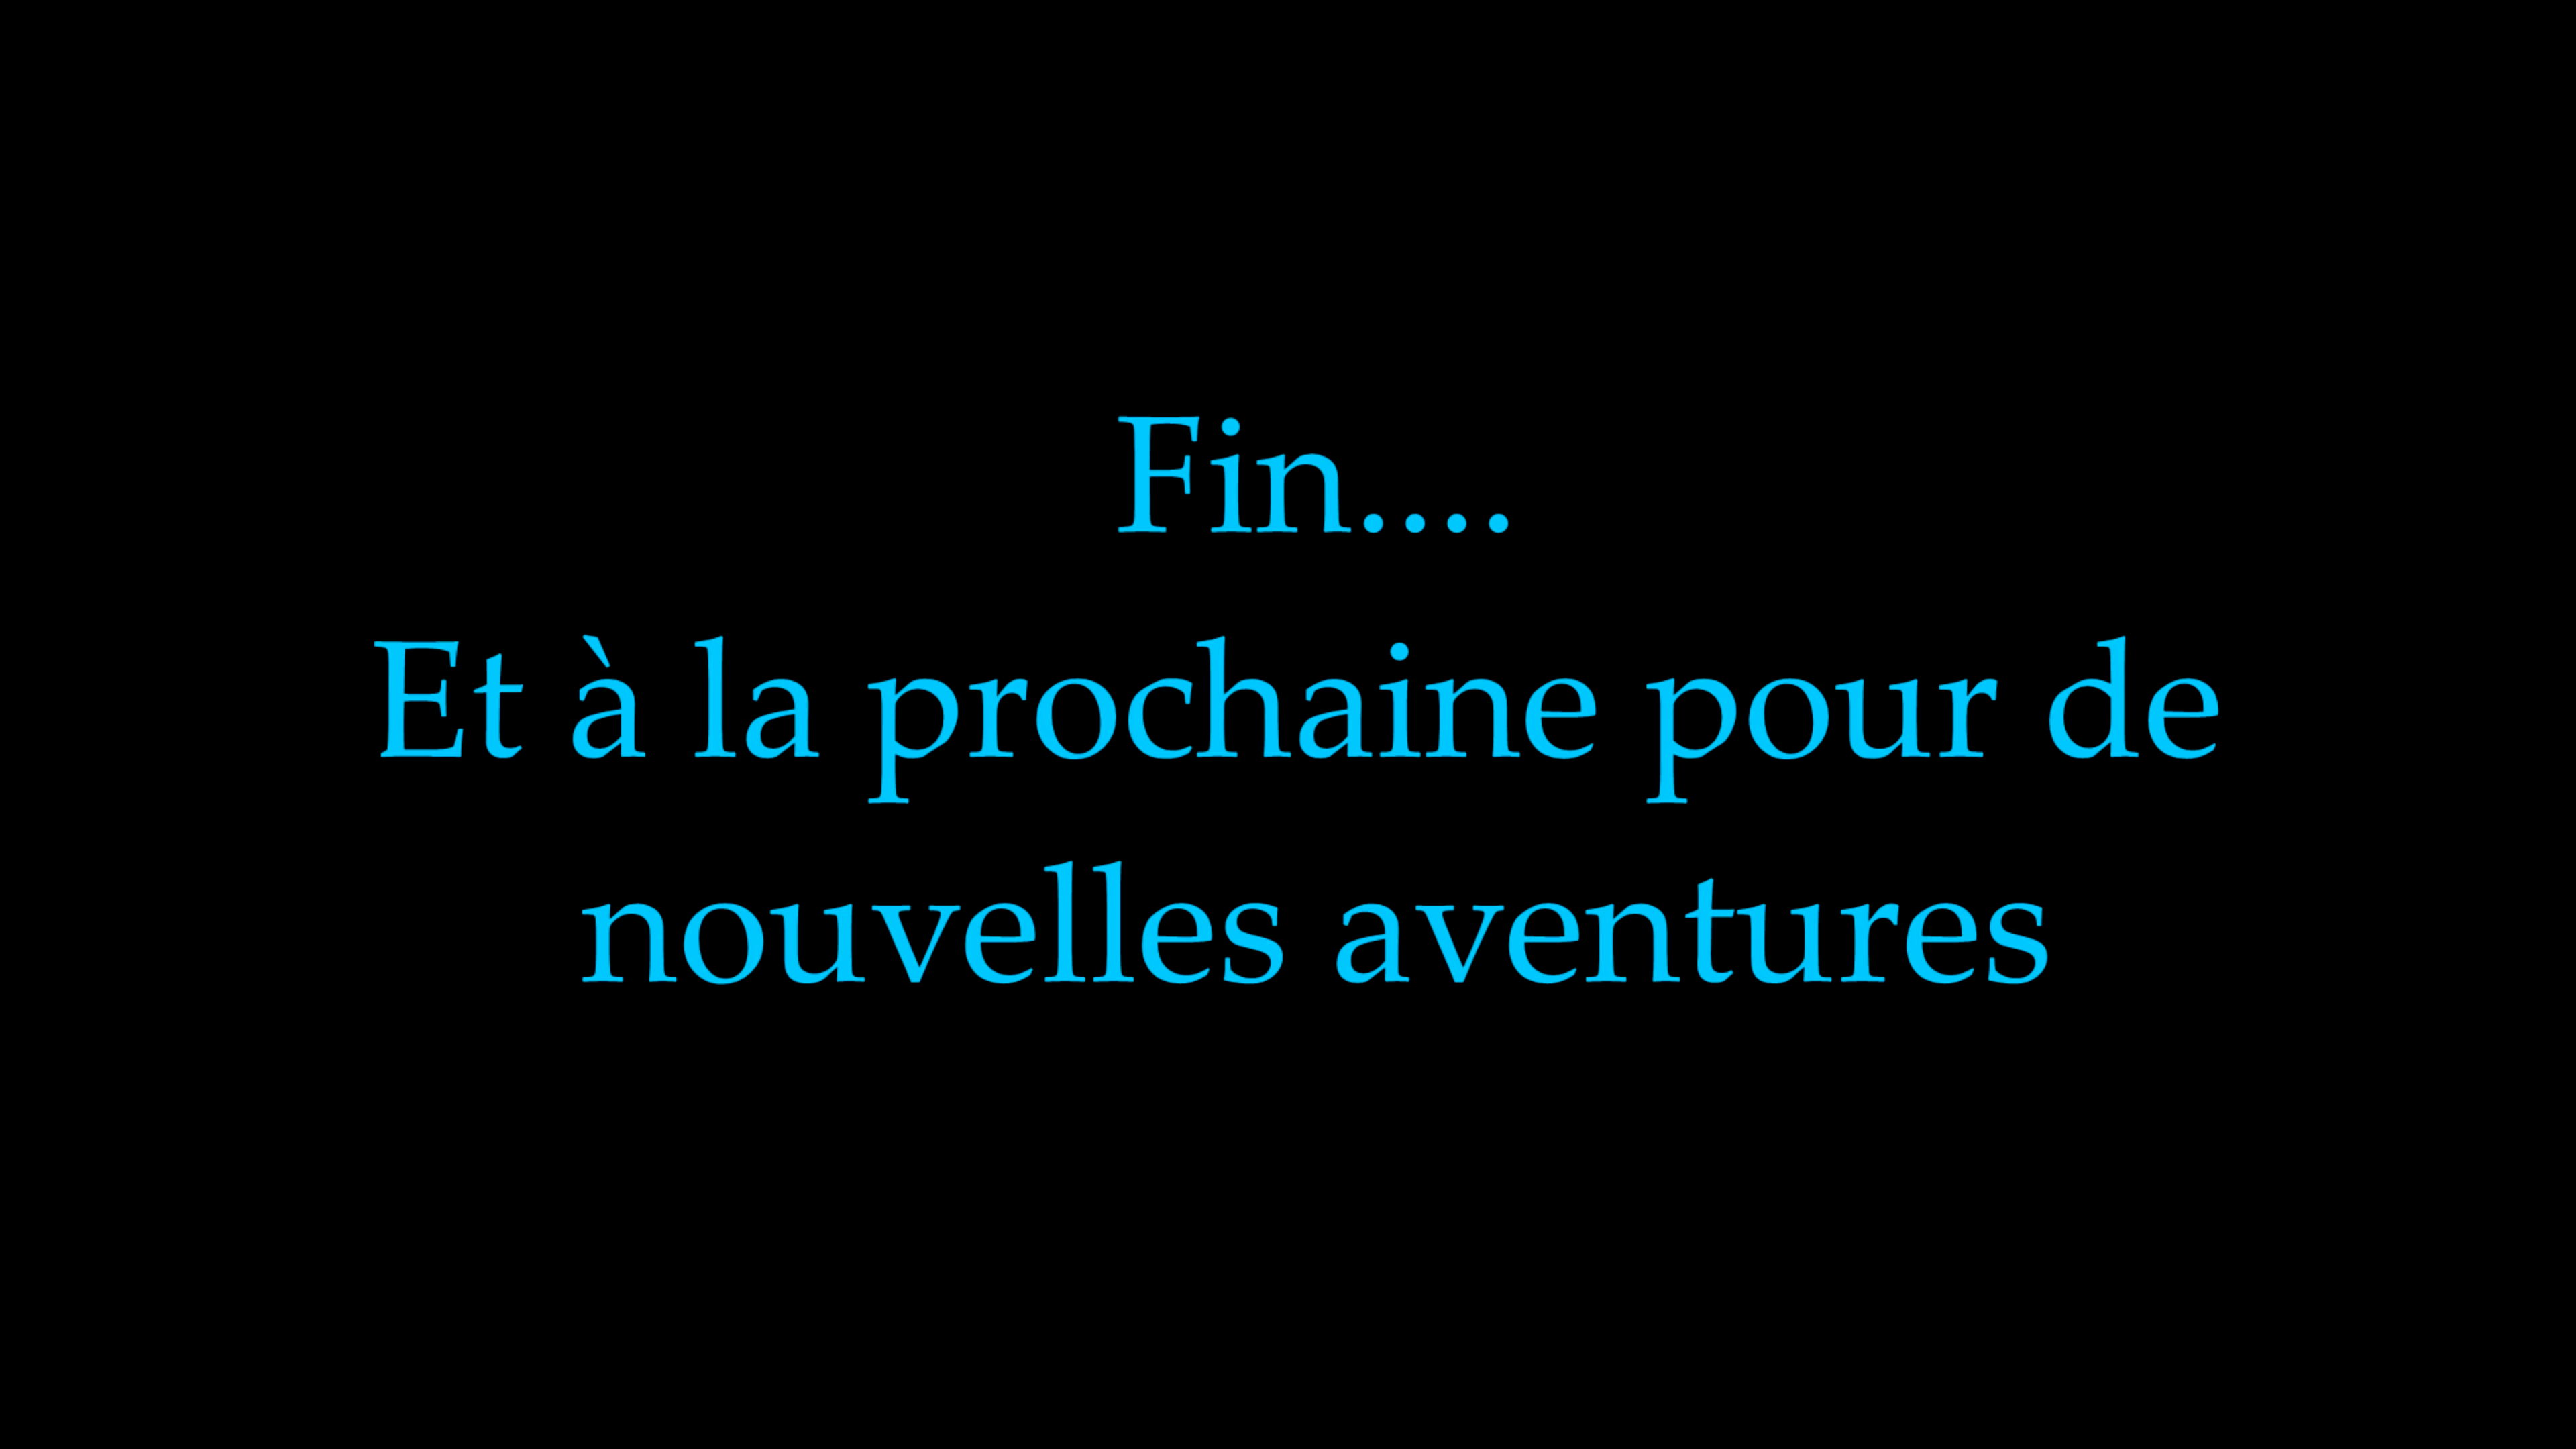 Fin....
Et à la prochaine pour de
nouvelles aventures